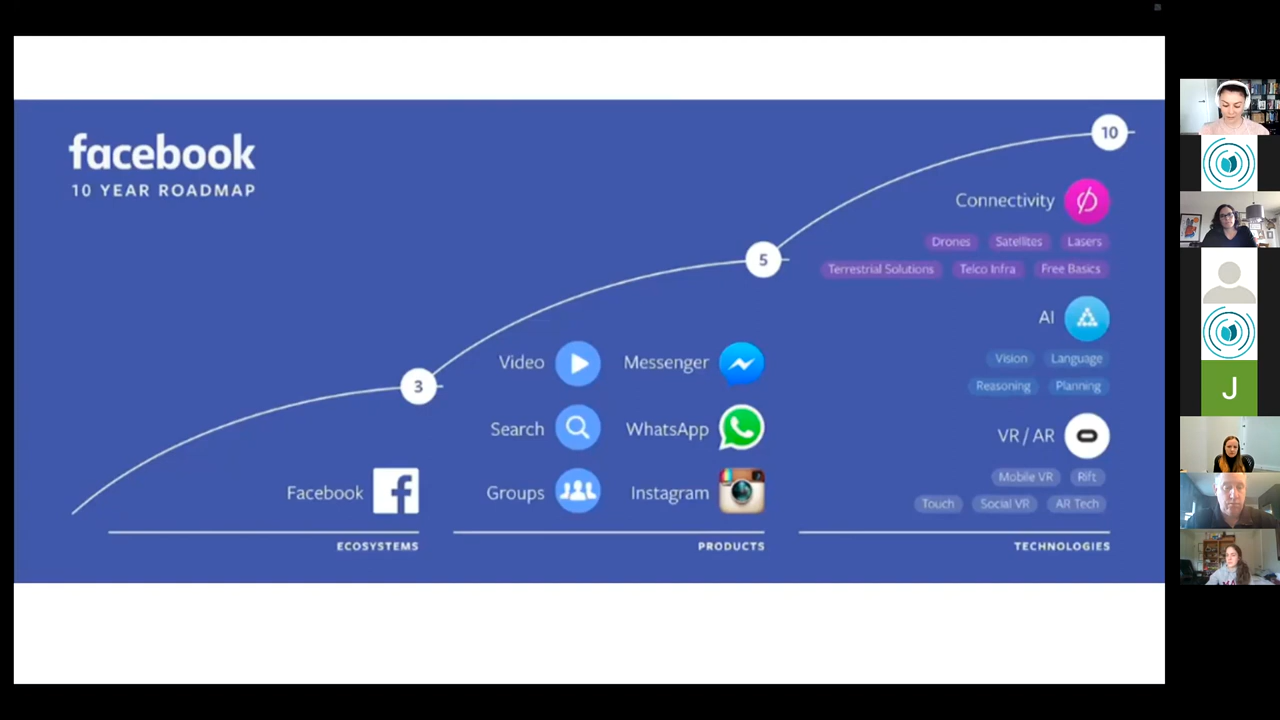 facebook
10 YEAR ROADMAP
10
Connectivity
Drones Satellites Lasers
Terrestrial Solutions Telco Infra Free Basics
5
AI
Vision Language
Reasoning Planning
3
Video Messenger
Search WhatsApp
VR / AR
Mobile VR Rift
Facebook f Groups Instagram
Touch Social VR AR Tech
ECOSYSTEMS PRODUCTS TECHNOLOGIES
J